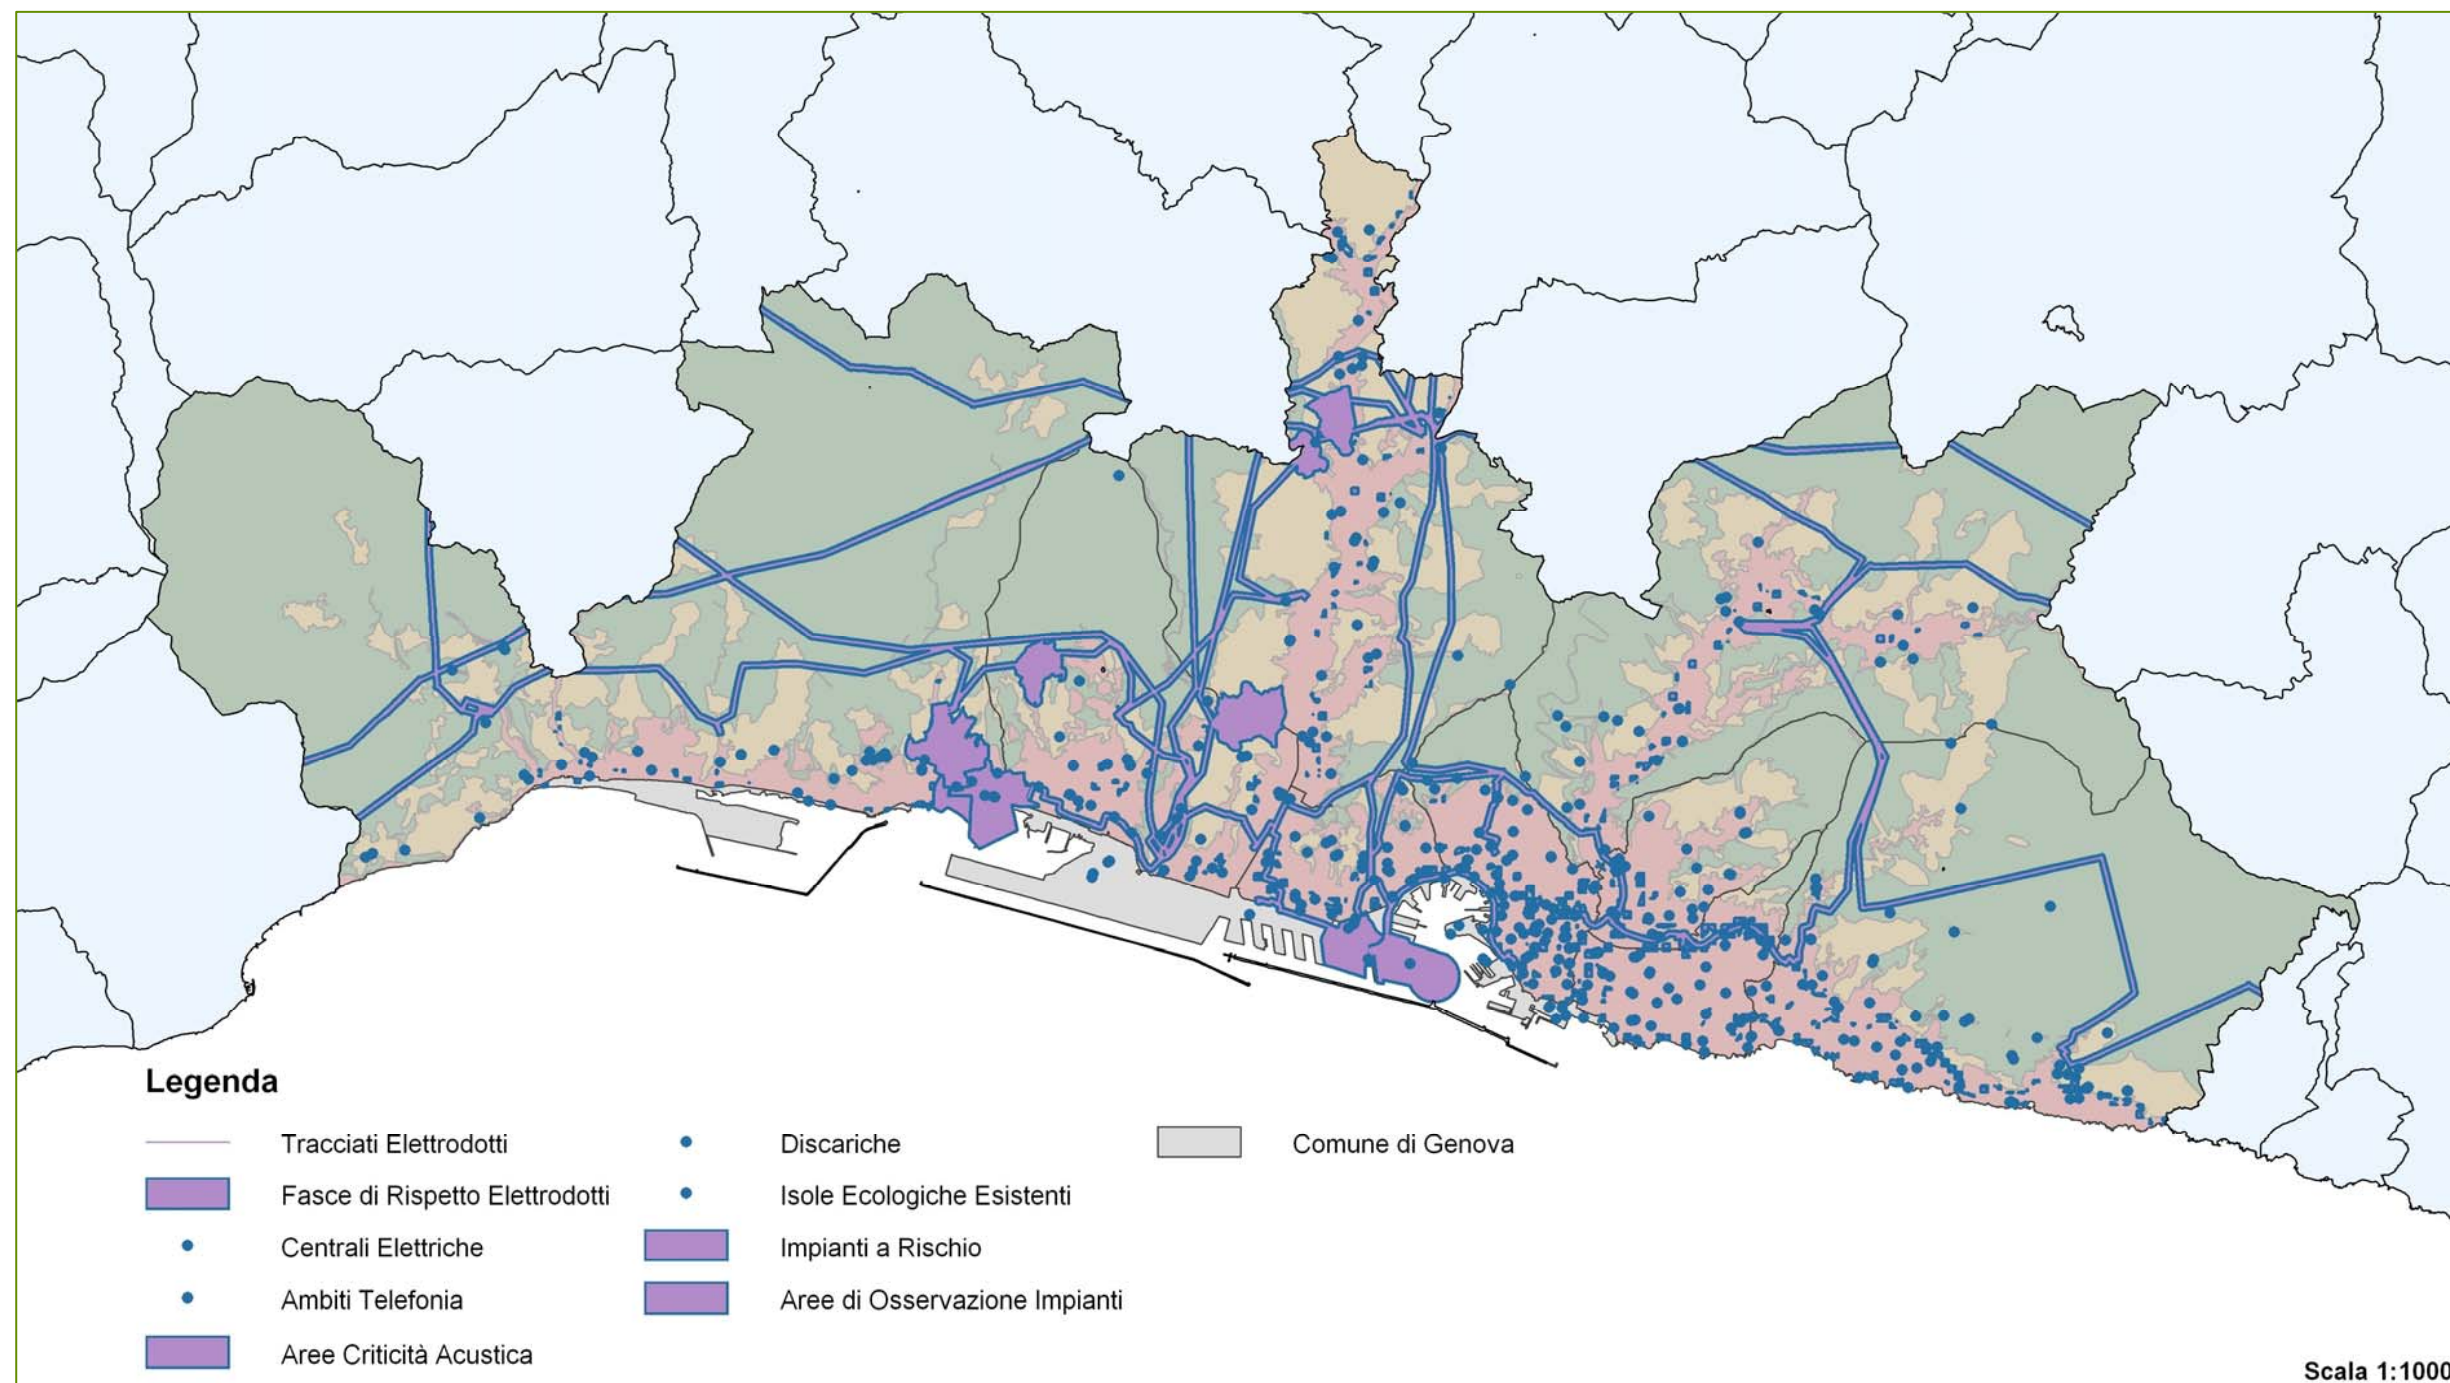 Legenda
Tracciati Elettrodotti
Fasce di Rispetto Elettrodotti
Centrali Elettriche
Ambiti Telefonia
Aree Criticità Acustica
Discariche
Isole Ecologiche Esistenti
Impianti a Rischio
Aree di Osservazione Impianti
Comune di Genova
Scala 1:1000